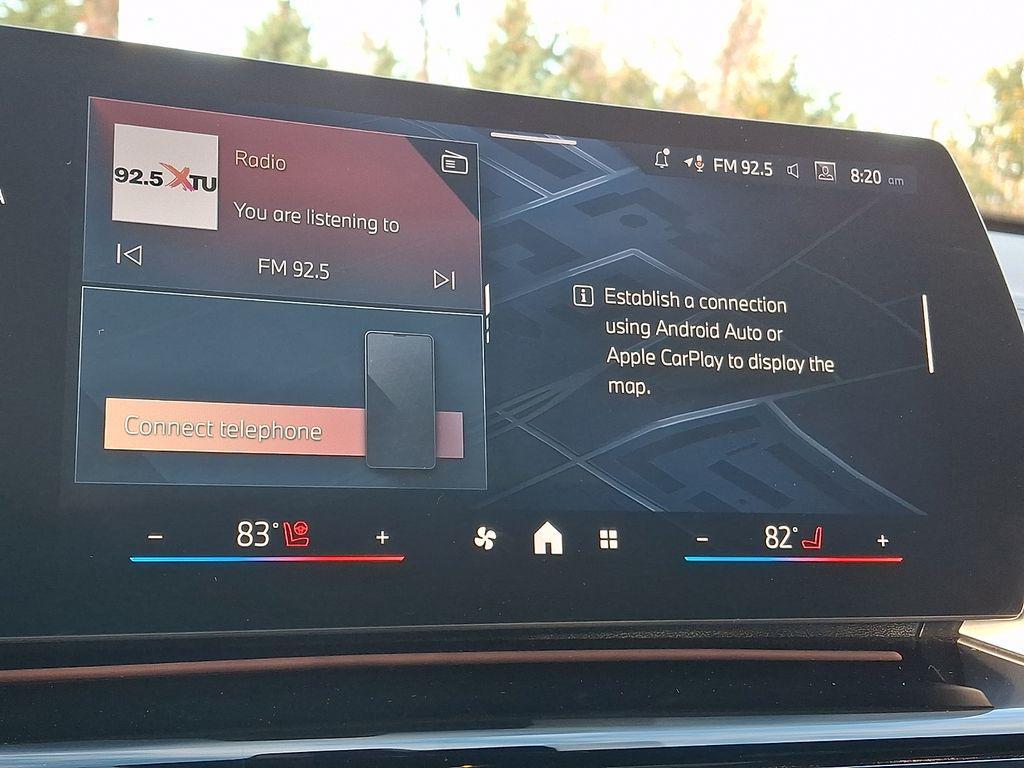 92.5 XTU
Radio
You are listening to
FM 92.5
Connect telephone
FM 92.5
8:20 am
Establish a connection
using Android Auto or
Apple CarPlay to display the
map.
− 83° +
− 82° +